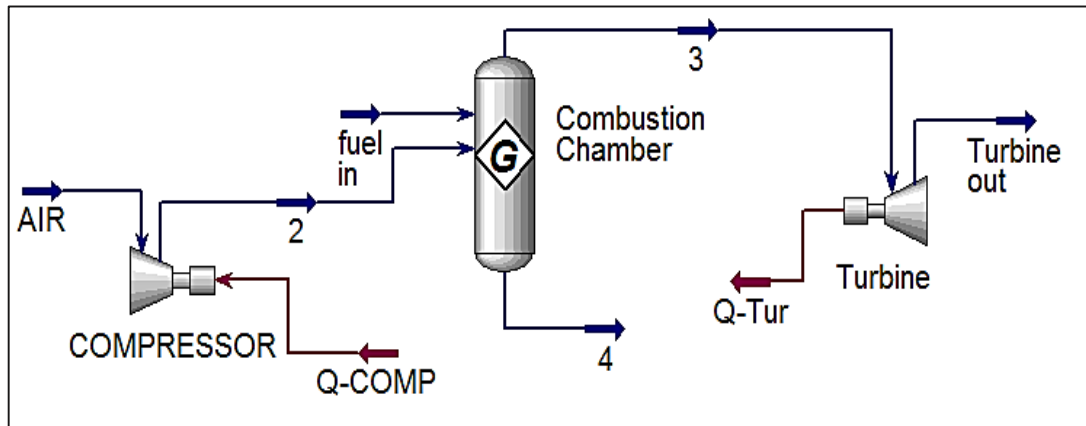 3
fuel
in
Combustion
Chamber
G
Turbine
out
AIR
2
Q-Tur
Turbine
COMPRESSOR
Q-COMP
4